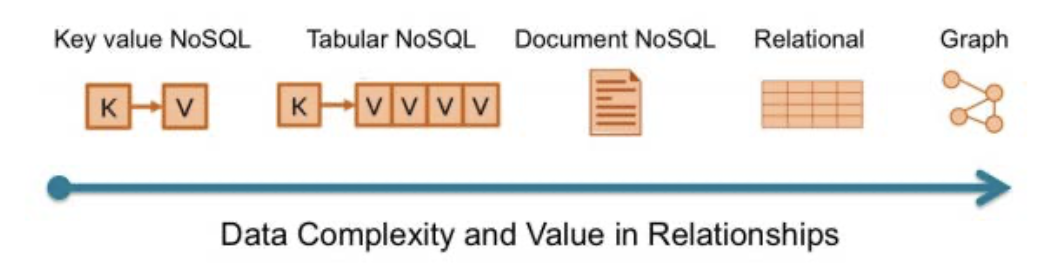 Key value NoSQL Tabular NoSQL Document NoSQL Relational Graph
K V K V V V V
Data Complexity and Value in Relationships